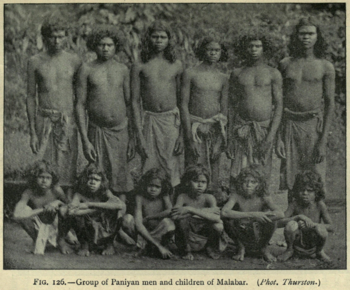 FIG. 126.—Group of Paniyan men and children of Malabar. (Phot. Thurston.)